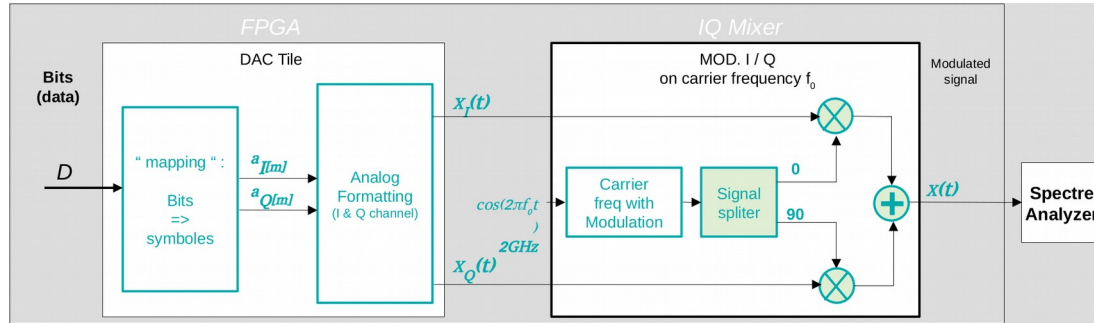 FPGA
IQ Mixer
DAC Tile
MOD. I / Q
on carrier frequency f0
Modulated
signal
Bits
(data)
D
“ mapping “ :
Bits
=>
symboles
aI[m]
aQ[m]
Analog
Formatting
(I & Q channel)
XI(t)
XQ(t)
cos(2πf0t
)
2GHz
Carrier
freq with
Modulation
Signal
spliter
0
90
X(t)
Spectre
Analyzer